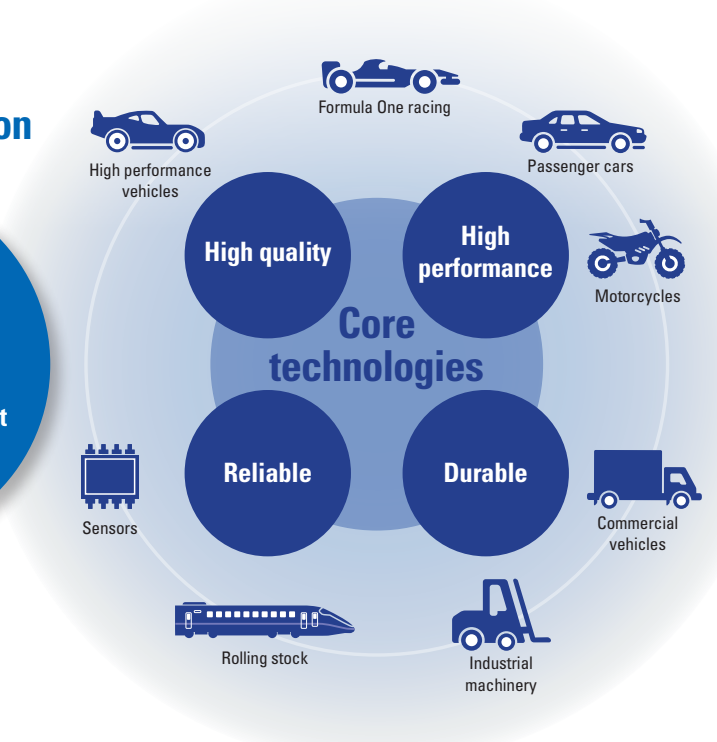 on
Formula One racing
High performance
vehicles
Passenger cars
High quality
High
performance
Motorcycles
Core
technologies
t
Reliable
Durable
Sensors
Commercial
vehicles
Rolling stock
Industrial
machinery